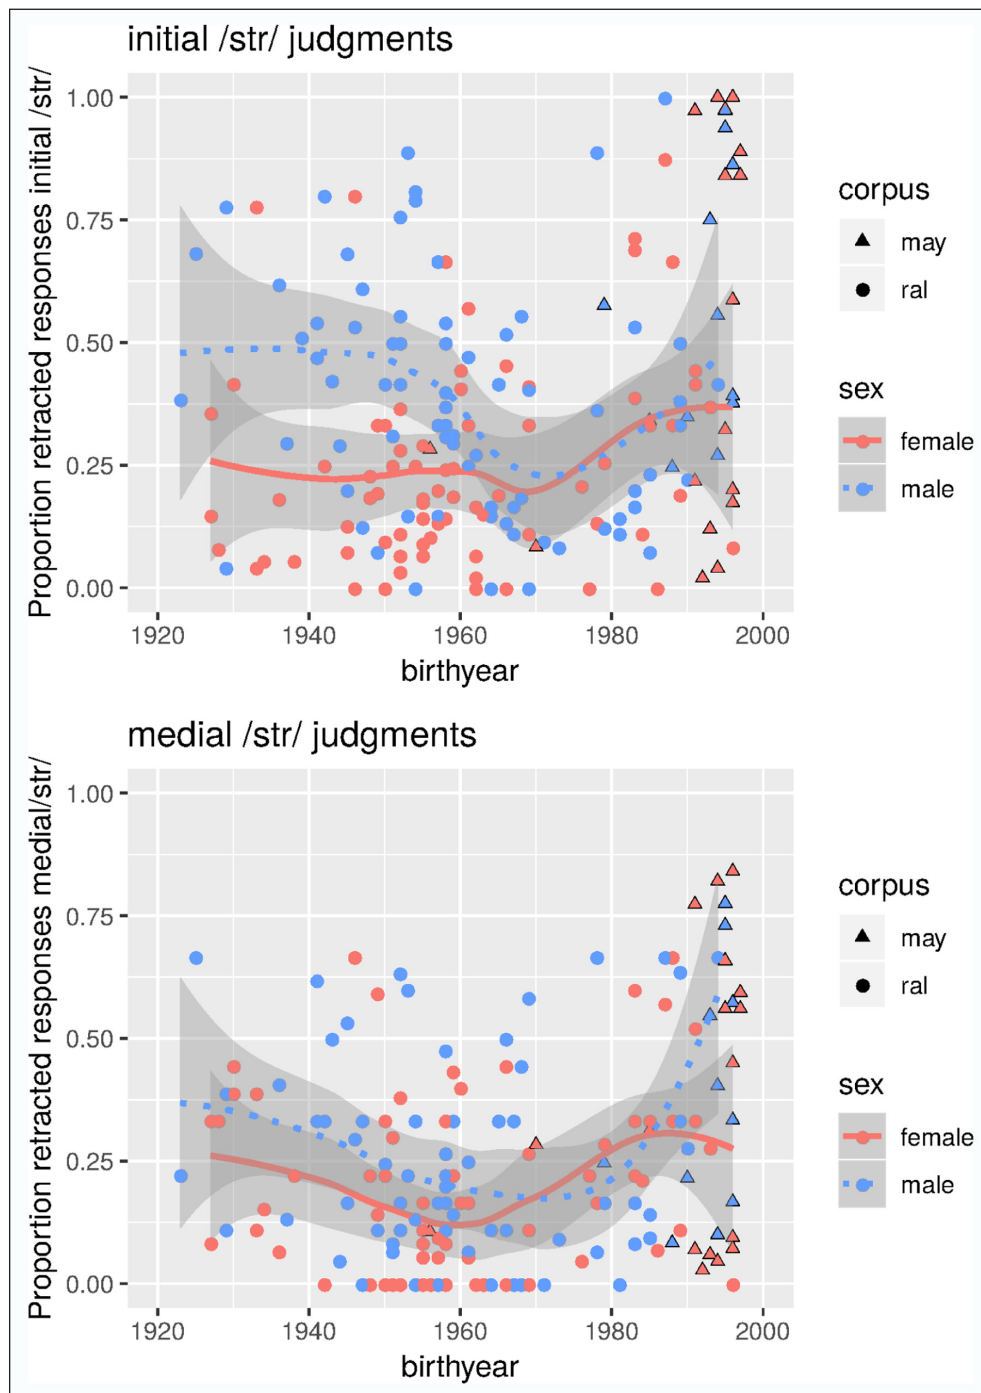 initial /str/ judgments
Proportion retracted responses initial /str/
1.00
0.75
0.50
0.25
0.00
1920 1940 1960 1980 2000
birthyear
corpus
may
ral
sex
female
male
medial /str/ judgments
Proportion retracted responses medial/str/
1.00
0.75
0.50
0.25
0.00
1920 1940 1960 1980 2000
birthyear
corpus
may
ral
sex
female
male